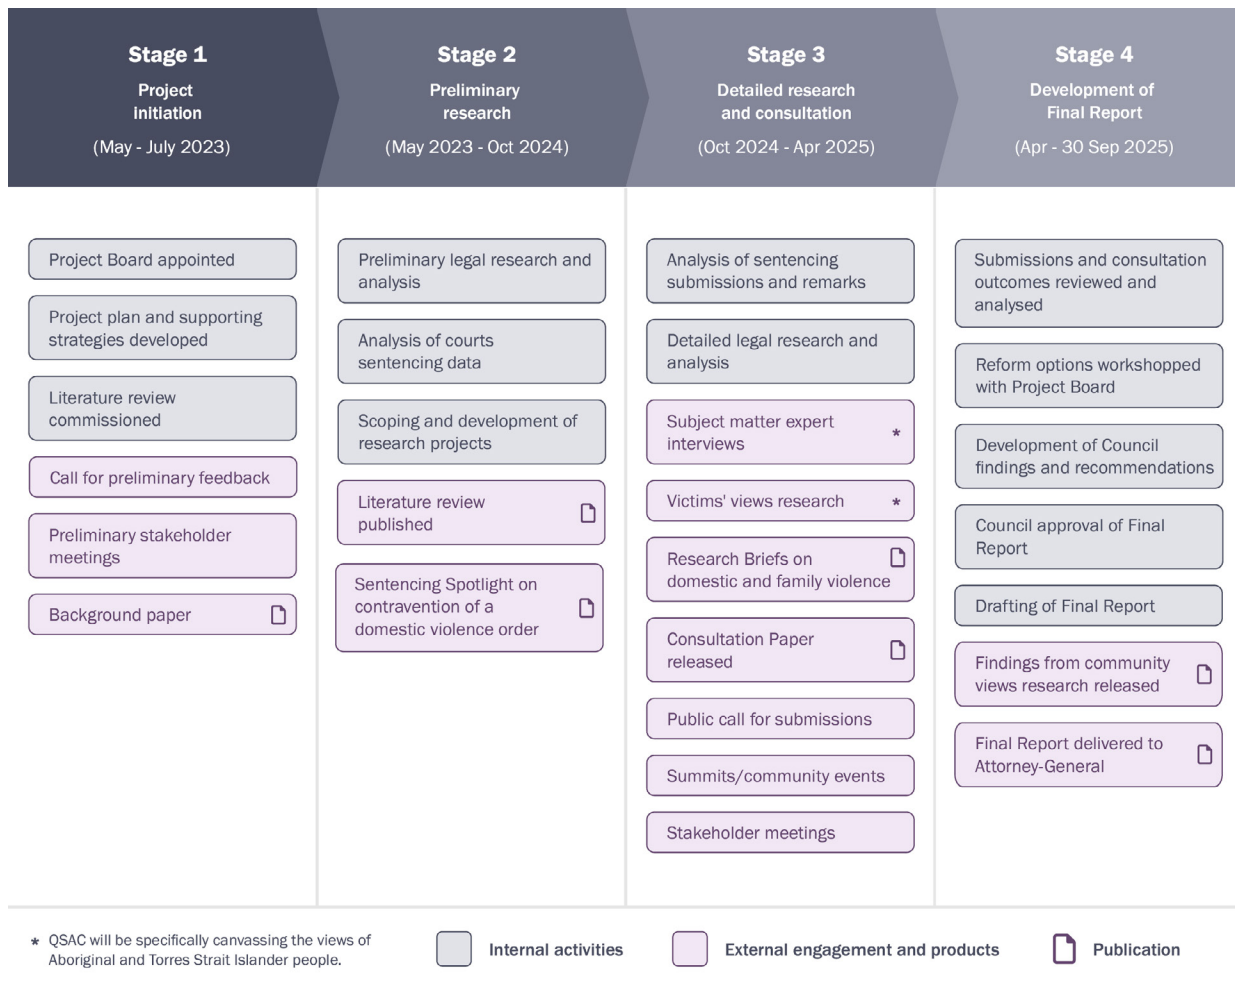 Stage 1
Project
initiation
(May - July 2023)
Stage 2
Preliminary
research
(May 2023 - Oct 2024)
Stage 3
Detailed research
and consultation
(Oct 2024 - Apr 2025)
Stage 4
Development of
Final Report
(Apr - 30 Sep 2025)
Project Board appointed
Project plan and supporting
strategies developed
Literature review
commissioned
Call for preliminary feedback
Preliminary stakeholder
meetings
Background paper
Preliminary legal research and
analysis
Analysis of courts
sentencing data
Scoping and development of
research projects
Literature review
published
Sentencing Spotlight on
contravention of a
domestic violence order
Analysis of sentencing
submissions and remarks
Detailed legal research and
analysis
Subject matter expert
interviews *
Victims' views research *
Research Briefs on
domestic and family violence
Consultation Paper
released
Public call for submissions
Summits/community events
Stakeholder meetings
Submissions and consultation
outcomes reviewed and
analysed
Reform options workshopped
with Project Board
Development of Council
findings and recommendations
Council approval of Final
Report
Drafting of Final Report
Findings from community
views research released
Final Report delivered to
Attorney-General
* QSAC will be specifically canvassing the views of
Aboriginal and Torres Strait Islander people.
Internal activities
External engagement and products
Publication